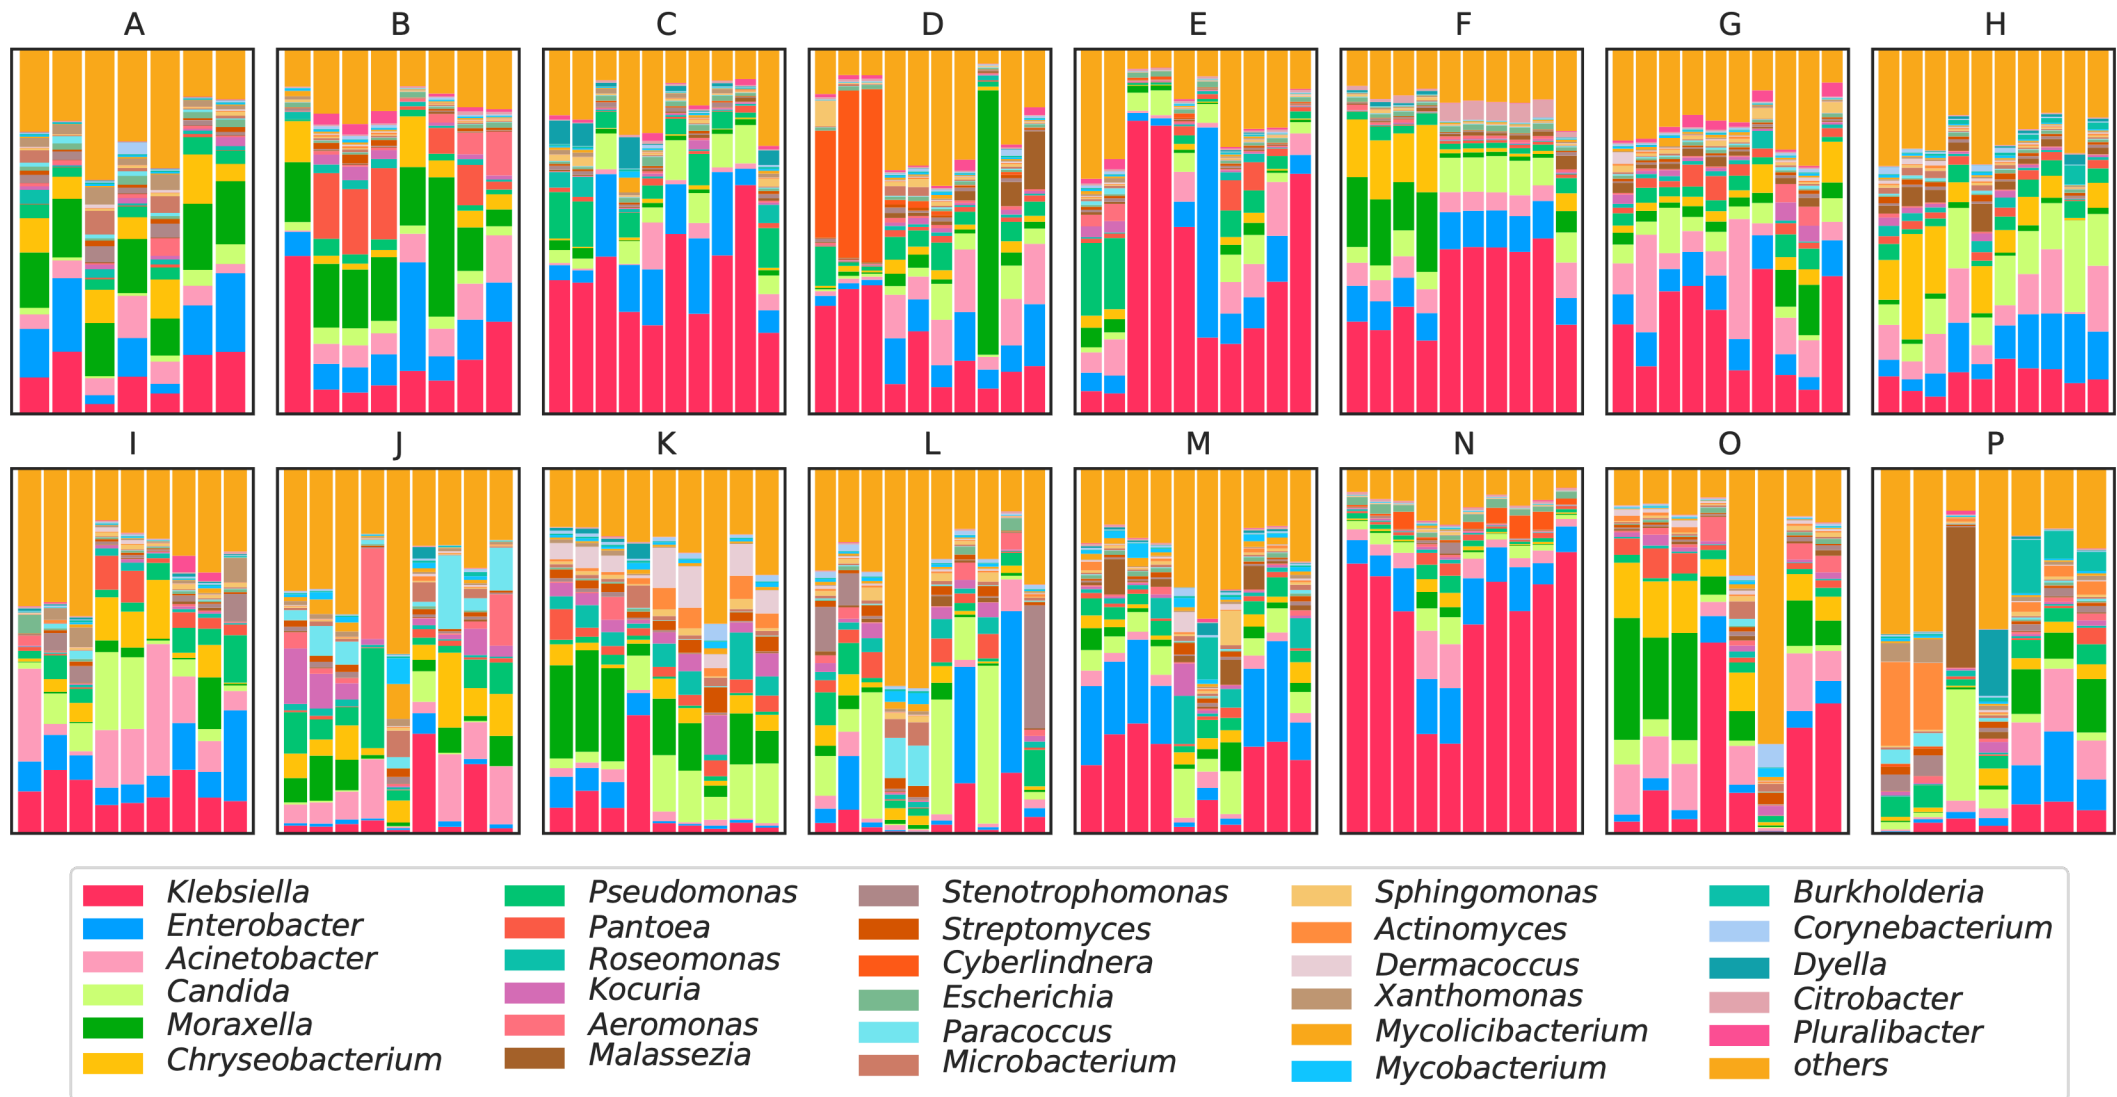 A B C D E F G H
I J K L M N O P
Klebsiella Pseudomonas Stenotrophomonas Sphingomonas Burkholderia
Enterobacter Pantoea Streptomyces Actinomyces Corynebacterium
Acinetobacter Roseomonas Cyberlindnera Dermacoccus Dyella
Candida Kocuria Escherichia Xanthomonas Citrobacter
Moraxella Aeromonas Paracoccus Mycolicibacterium Pluralibacter
Chryseobacterium Malassezia Microbacterium Mycobacterium others